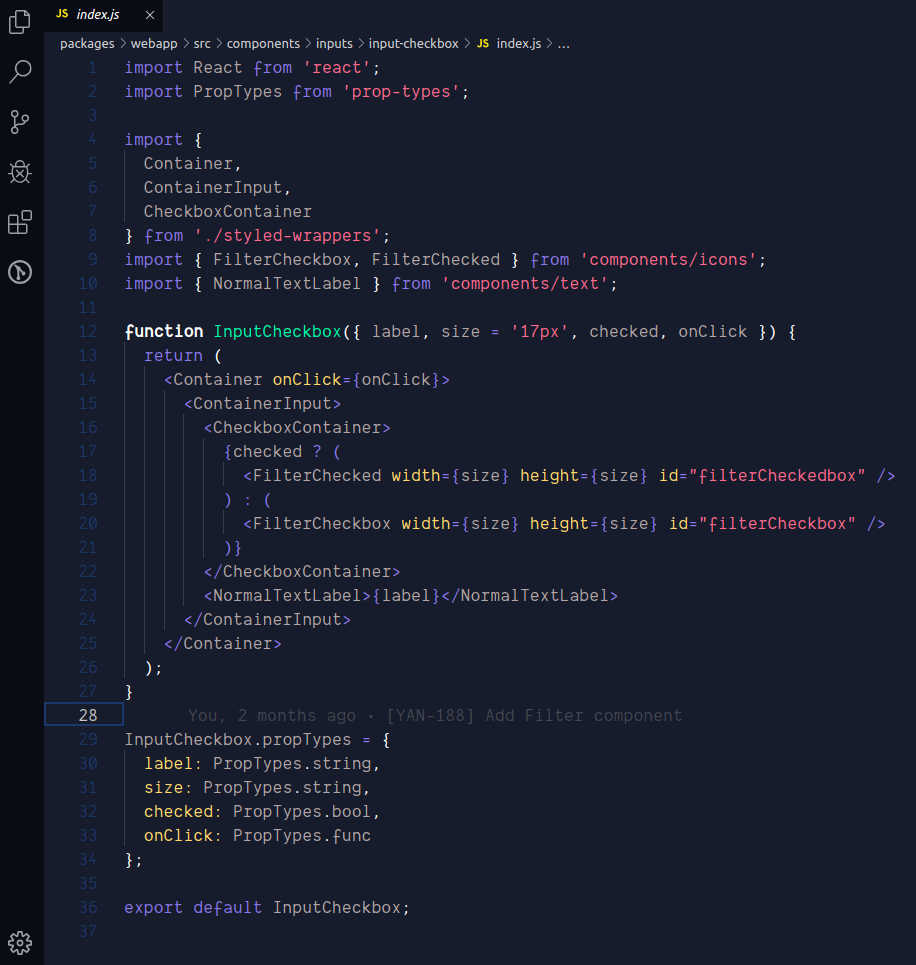 JS index.js ×
packages > webapp > src > components > inputs > input-checkbox > JS index.js > ...
1 import React from 'react';
2 import PropTypes from 'prop-types';
3
4 import {
5 Container,
6 ContainerInput,
7 CheckboxContainer
8 } from './styled-wrappers';
9 import { FilterCheckbox, FilterChecked } from 'components/icons';
10 import { NormalTextLabel } from 'components/text';
11
12 function InputCheckbox({ label, size = '17px', checked, onClick }) {
13 return (
14 <Container onClick={onClick}>
15 <ContainerInput>
16 <CheckboxContainer>
17 {checked ? (
18 <FilterChecked width={size} height={size} id="filterCheckedbox" />
19 ) : (
20 <FilterCheckbox width={size} height={size} id="filterCheckbox" />
21 )}
22 </CheckboxContainer>
23 <NormalTextLabel>{label}</NormalTextLabel>
24 </ContainerInput>
25 </Container>
26 );
27 }
28 You, 2 months ago · [YAN-188] Add Filter component
29 InputCheckbox.propTypes = {
30 label: PropTypes.string,
31 size: PropTypes.string,
32 checked: PropTypes.bool,
33 onClick: PropTypes.func
34 };
35
36 export default InputCheckbox;
37